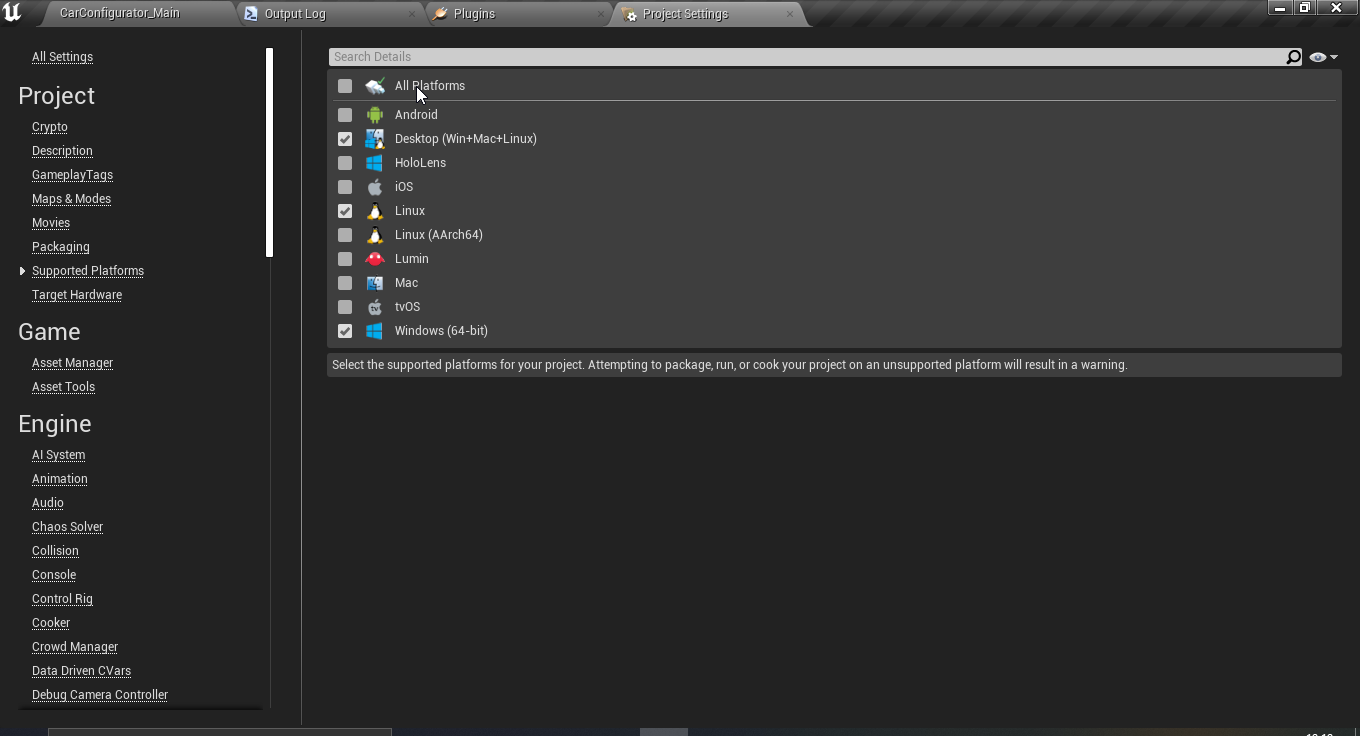 CarConfigurator_Main
Output Log
Plugins
Project Settings
All Settings
Project
Crypto
Description
GameplayTags
Maps & Modes
Movies
Packaging
Supported Platforms
Target Hardware
Game
Asset Manager
Asset Tools
Engine
AI System
Animation
Audio
Chaos Solver
Collision
Console
Control Rig
Cooker
Crowd Manager
Data Driven CVars
Debug Camera Controller
Search Details
All Platforms
Android
Desktop (Win+Mac+Linux)
HoloLens
iOS
Linux
Linux (AArch64)
Lumin
Mac
tvOS
Windows (64-bit)
Select the supported platforms for your project. Attempting to package, run, or cook your project on an unsupported platform will result in a warning.